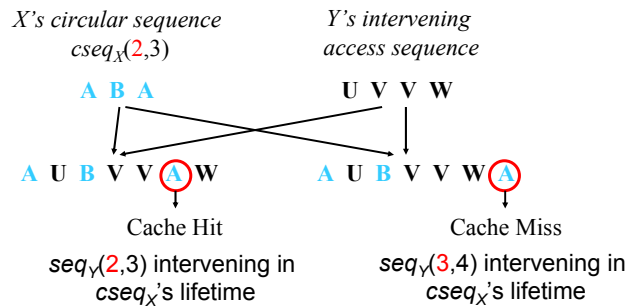 X's circular sequence
cseqX(2,3)
Y's intervening
access sequence
A B A
U V V W
A U B V V A W
A U B V V W A
Cache Hit
Cache Miss
seqY(2,3) intervening in
cseqX's lifetime
seqY(3,4) intervening in
cseqX's lifetime